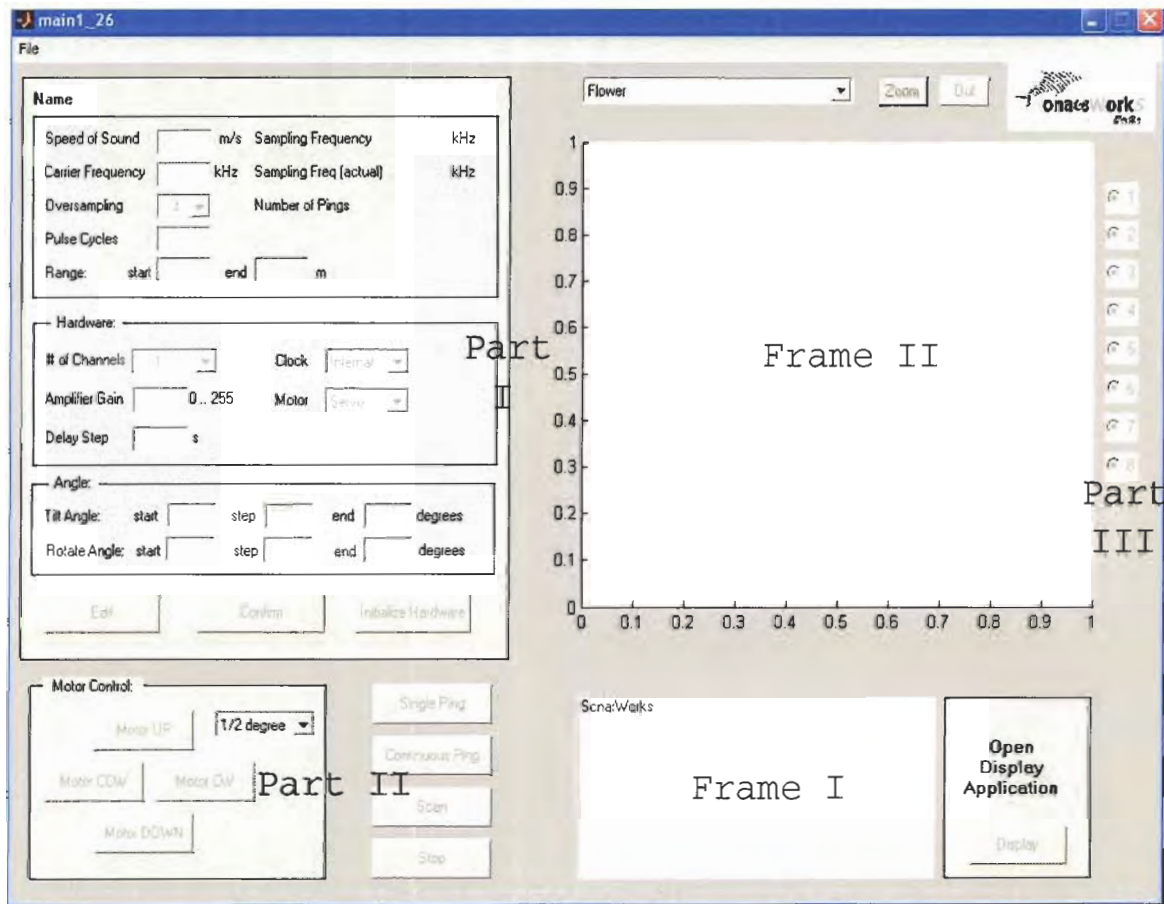 main1_26
File
Name
Speed of Sound m/s Sampling Frequency kHz
Carrier Frequency kHz Sampling Freq (actual) kHz
Oversampling Number of Pings
Pulse Cycles
Range: start end m
Hardware:
# of Channels 1 Clock Internal
Amplifier Gain 0 .. 255 Motor Servo
Delay Step s
Part
I
Angle:
Tilt Angle: start step end degrees
Rotate Angle: start step end degrees
Edit Confirm Initialize Hardware
Motor Control:
Motor UP 1/2 degree
Motor CCW Motor CW
Motor DOWN
Part II
Single Ping
Continuous Ping
Scan
Stop
Flower Zoom Out
onaesWorkS
1
0.9
0.8
0.7
0.6
0.5
0.4
0.3
0.2
0.1
0
0 0.1 0.2 0.3 0.4 0.5 0.6 0.7 0.8 0.9 1
Frame II
1
2
3
4
5
6
7
8
Part
III
Scna:Works
Frame I
Open
Display
Application
Display